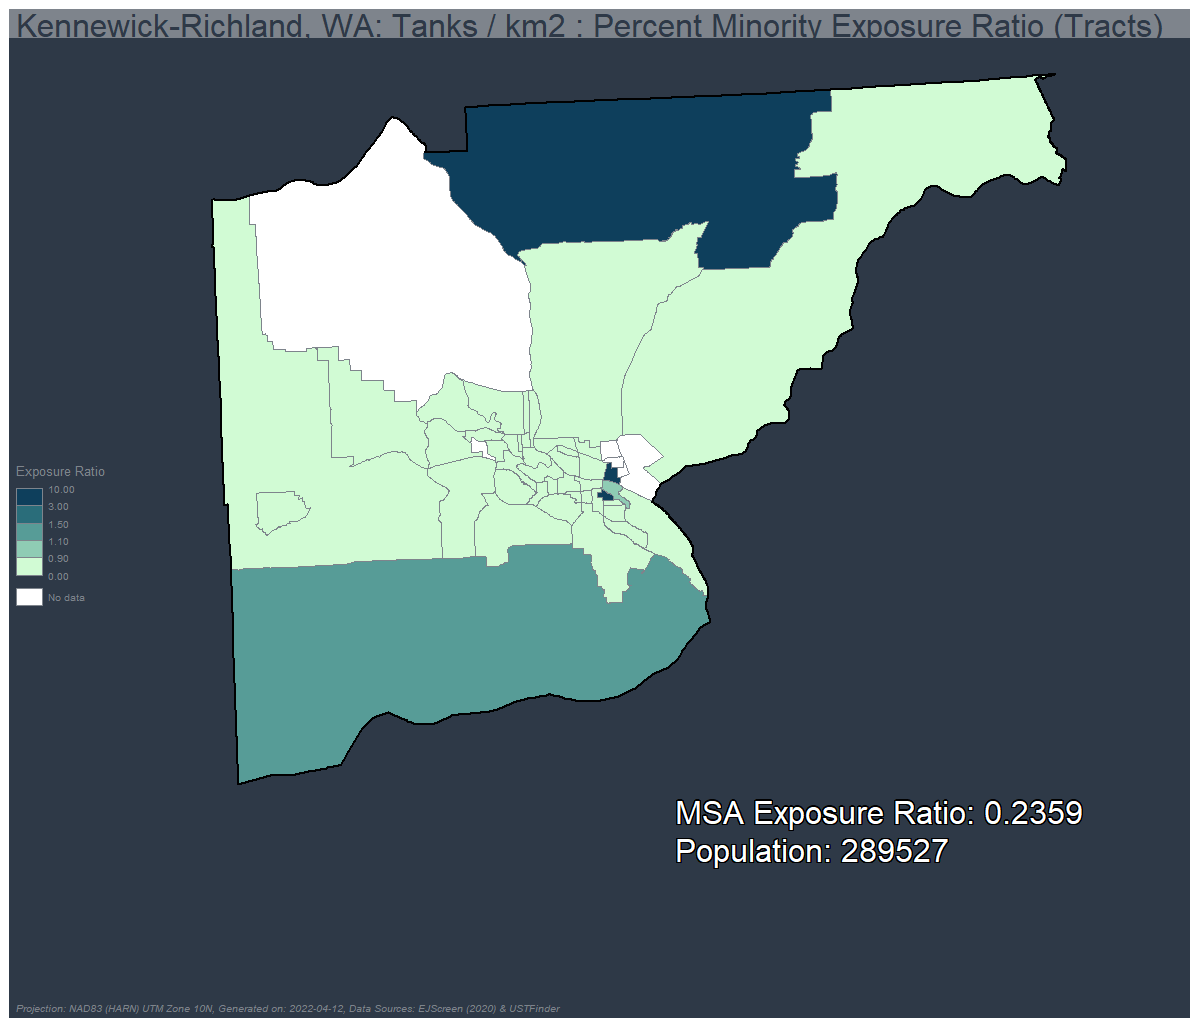 Kennewick-Richland, WA: Tanks / km2 : Percent Minority Exposure Ratio (Tracts)
Exposure Ratio
10.00
3.00
1.50
1.10
0.90
0.00
No data
MSA Exposure Ratio: 0.2359
Population: 289527
Projection: NAD83 (HARN) UTM Zone 10N, Generated on: 2022-04-12, Data Sources: EJScreen (2020) & USTFinder